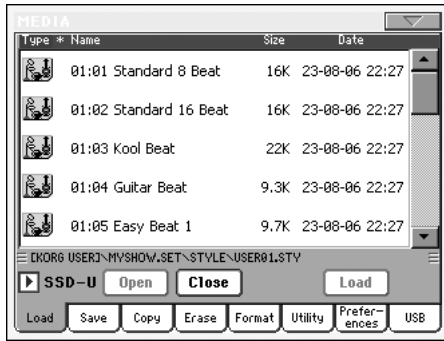 MEDIA
Type * Name Size Date
01:01 Standard 8 Beat 16K 23-08-06 22:27
01:02 Standard 16 Beat 16K 23-08-06 22:27
01:03 Kool Beat 22K 23-08-06 22:27
01:04 Guitar Beat 9.3K 23-08-06 22:27
01:05 Easy Beat 1 9.7K 23-08-06 22:27
[KORG USER]\MYSHOW.SET\STYLE\USER01.STY
SSD-U Open Close Load
Load Save Copy Erase Format Utility Prefer-
ences USB